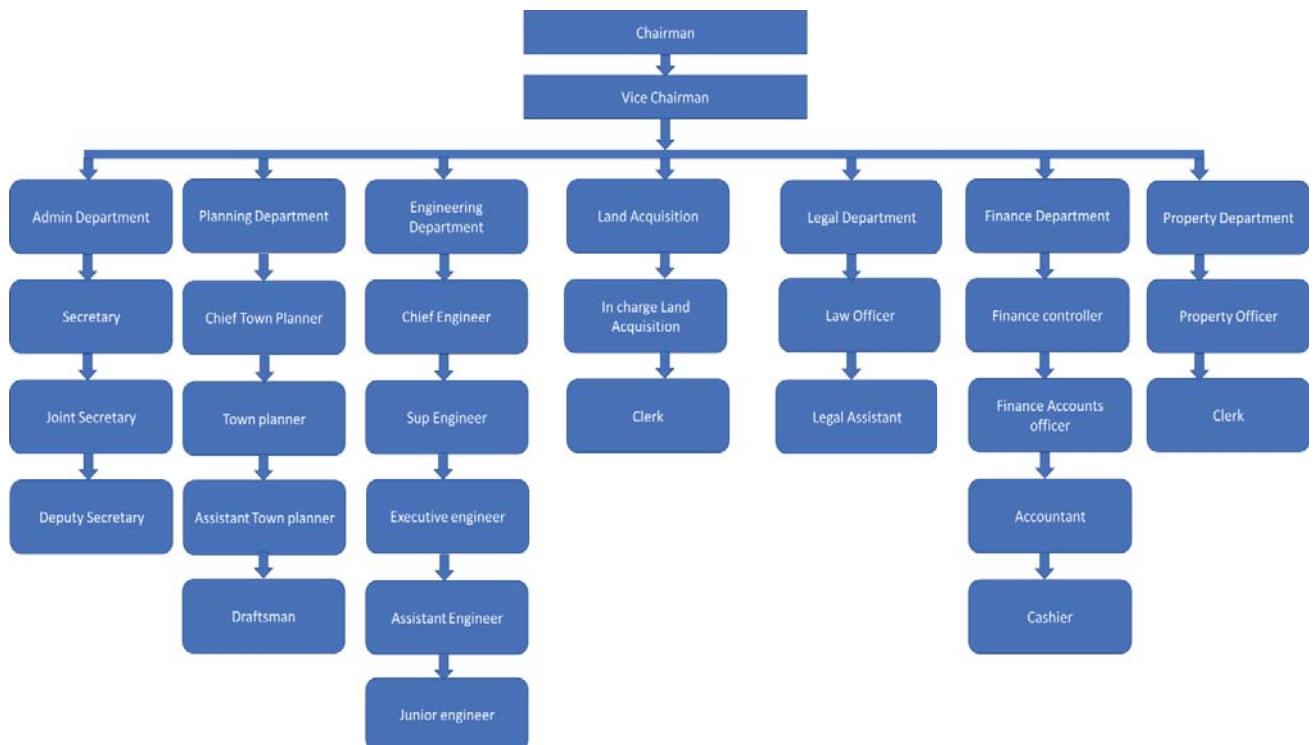 Chairman
Vice Chairman
Admin Department
Planning Department
Engineering
Department
Land Acquisition
Legal Department
Finance Department
Property Department
Secretary
Chief Town Planner
Chief Engineer
In charge Land
Acquisition
Law Officer
Finance controller
Property Officer
Joint Secretary
Town planner
Sup Engineer
Clerk
Legal Assistant
Finance Accounts
officer
Clerk
Deputy Secretary
Assistant Town planner
Executive engineer
Accountant
Draftsman
Assistant Engineer
Cashier
Junior engineer